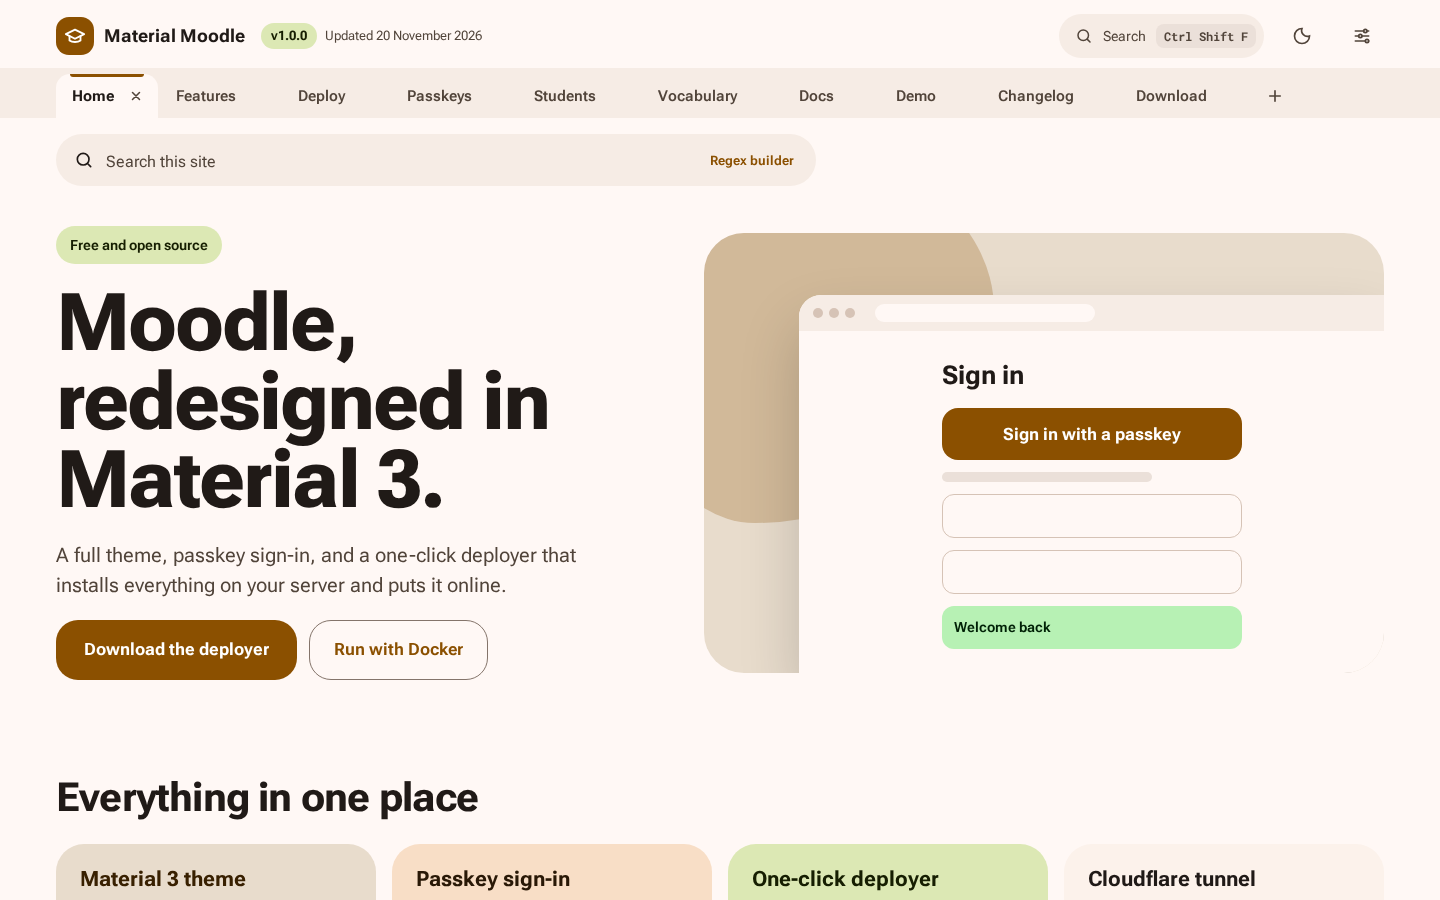 Material Moodle
v1.0.0
Updated 20 November 2026
Search
Ctrl Shift F
Home
Features
Deploy
Passkeys
Students
Vocabulary
Docs
Demo
Changelog
Download
Search this site
Regex builder
Free and open source
Moodle,
redesigned in
Material 3.
A full theme, passkey sign-in, and a one-click deployer that
installs everything on your server and puts it online.
Download the deployer
Run with Docker
Sign in
Sign in with a passkey
Welcome back
Everything in one place
Material 3 theme
Passkey sign-in
One-click deployer
Cloudflare tunnel